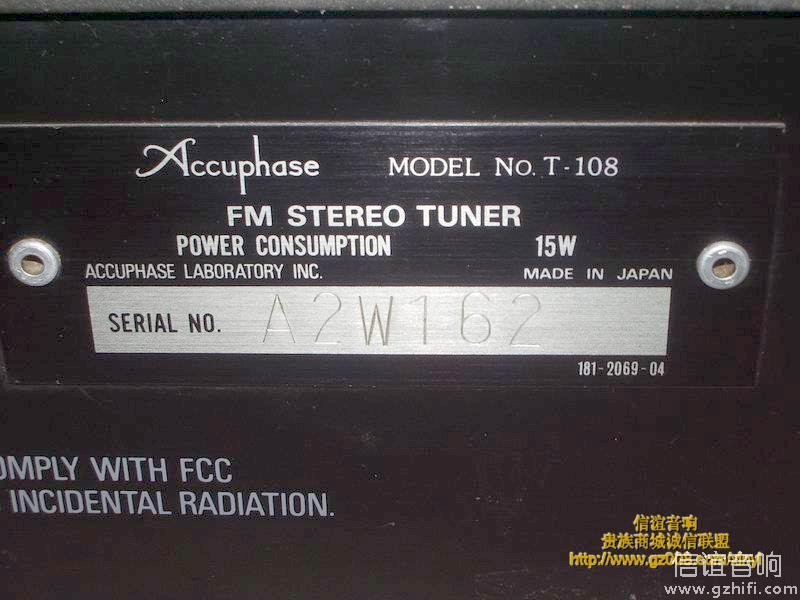 Accuphase MODEL NO. T-108
FM STEREO TUNER
POWER CONSUMPTION 15W
ACCUPHASE LABORATORY INC. MADE IN JAPAN
SERIAL NO. A2W162
181-2069-04
COMPLY WITH FCC
INCIDENTAL RADIATION.
信谊音响
贵族商城诚信联盟
信谊音响
www.gzhifi.com